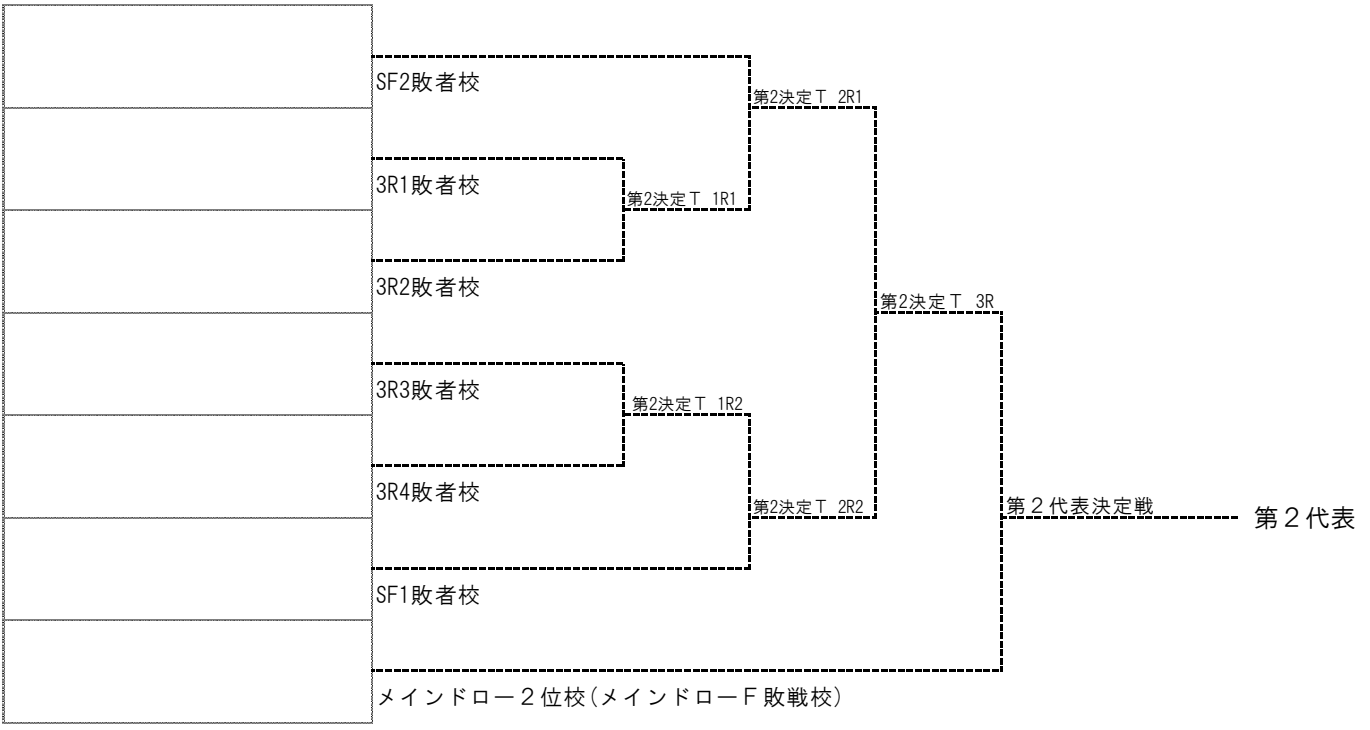 SF2敗者校
第2決定Ｔ 2R1
3R1敗者校
第2決定Ｔ 1R1
3R2敗者校
第2決定Ｔ 3R
3R3敗者校
第2決定Ｔ 1R2
3R4敗者校
第2決定Ｔ 2R2
第２代表決定戦
第２代表
SF1敗者校
メインドロー２位校(メインドローＦ敗戦校)